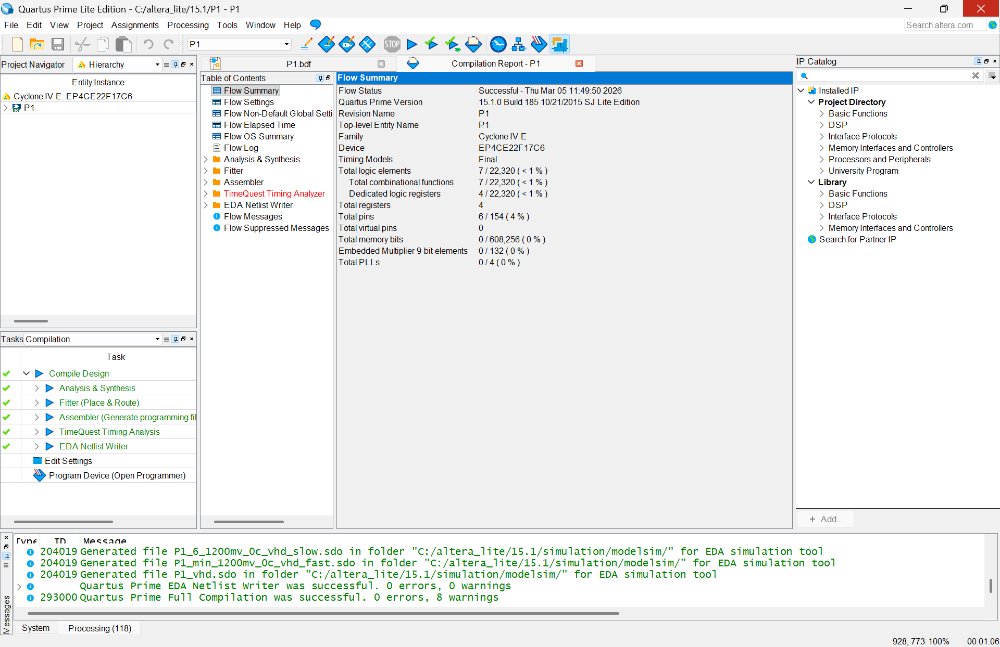 Quartus Prime Lite Edition - C:/altera_lite/15.1/P1 - P1
File Edit View Project Assignments Processing Tools Window Help
Search altera.com
P1
STOP
Project Navigator Hierarchy
Entity:Instance
Cyclone IV E: EP4CE22F17C6
BDF P1
Tasks Compilation
Task
Compile Design
Analysis & Synthesis
Fitter (Place & Route)
Assembler (Generate programming fil
TimeQuest Timing Analysis
EDA Netlist Writer
Edit Settings
Program Device (Open Programmer)
P1.bdf
Compilation Report - P1
Table of Contents
Flow Summary
Flow Settings
Flow Non-Default Global Setti
Flow Elapsed Time
Flow OS Summary
Flow Log
Analysis & Synthesis
Fitter
Assembler
TimeQuest Timing Analyzer
EDA Netlist Writer
Flow Messages
Flow Suppressed Messages
Flow Summary
Flow Status Successful - Thu Mar 05 11:49:50 2026
Quartus Prime Version 15.1.0 Build 185 10/21/2015 SJ Lite Edition
Revision Name P1
Top-level Entity Name P1
Family Cyclone IV E
Device EP4CE22F17C6
Timing Models Final
Total logic elements 7 / 22,320 ( < 1 % )
Total combinational functions 7 / 22,320 ( < 1 % )
Dedicated logic registers 4 / 22,320 ( < 1 % )
Total registers 4
Total pins 6 / 154 ( 4 % )
Total virtual pins 0
Total memory bits 0 / 608,256 ( 0 % )
Embedded Multiplier 9-bit elements 0 / 132 ( 0 % )
Total PLLs 0 / 4 ( 0 % )
IP Catalog
Installed IP
Project Directory
Basic Functions
DSP
Interface Protocols
Memory Interfaces and Controllers
Processors and Peripherals
University Program
Library
Basic Functions
DSP
Interface Protocols
Memory Interfaces and Controllers
Search for Partner IP
+ Add...
Messages
Type ID Message
204019 Generated file P1_6_1200mv_0c_vhd_slow.sdo in folder "C:/altera_lite/15.1/simulation/modelsim/" for EDA simulation tool
204019 Generated file P1_min_1200mv_0c_vhd_fast.sdo in folder "C:/altera_lite/15.1/simulation/modelsim/" for EDA simulation tool
204019 Generated file P1_vhd.sdo in folder "C:/altera_lite/15.1/simulation/modelsim/" for EDA simulation tool
Quartus Prime EDA Netlist Writer was successful. 0 errors, 0 warnings
293000 Quartus Prime Full Compilation was successful. 0 errors, 8 warnings
System Processing (118)
928, 773 100% 00:01:06